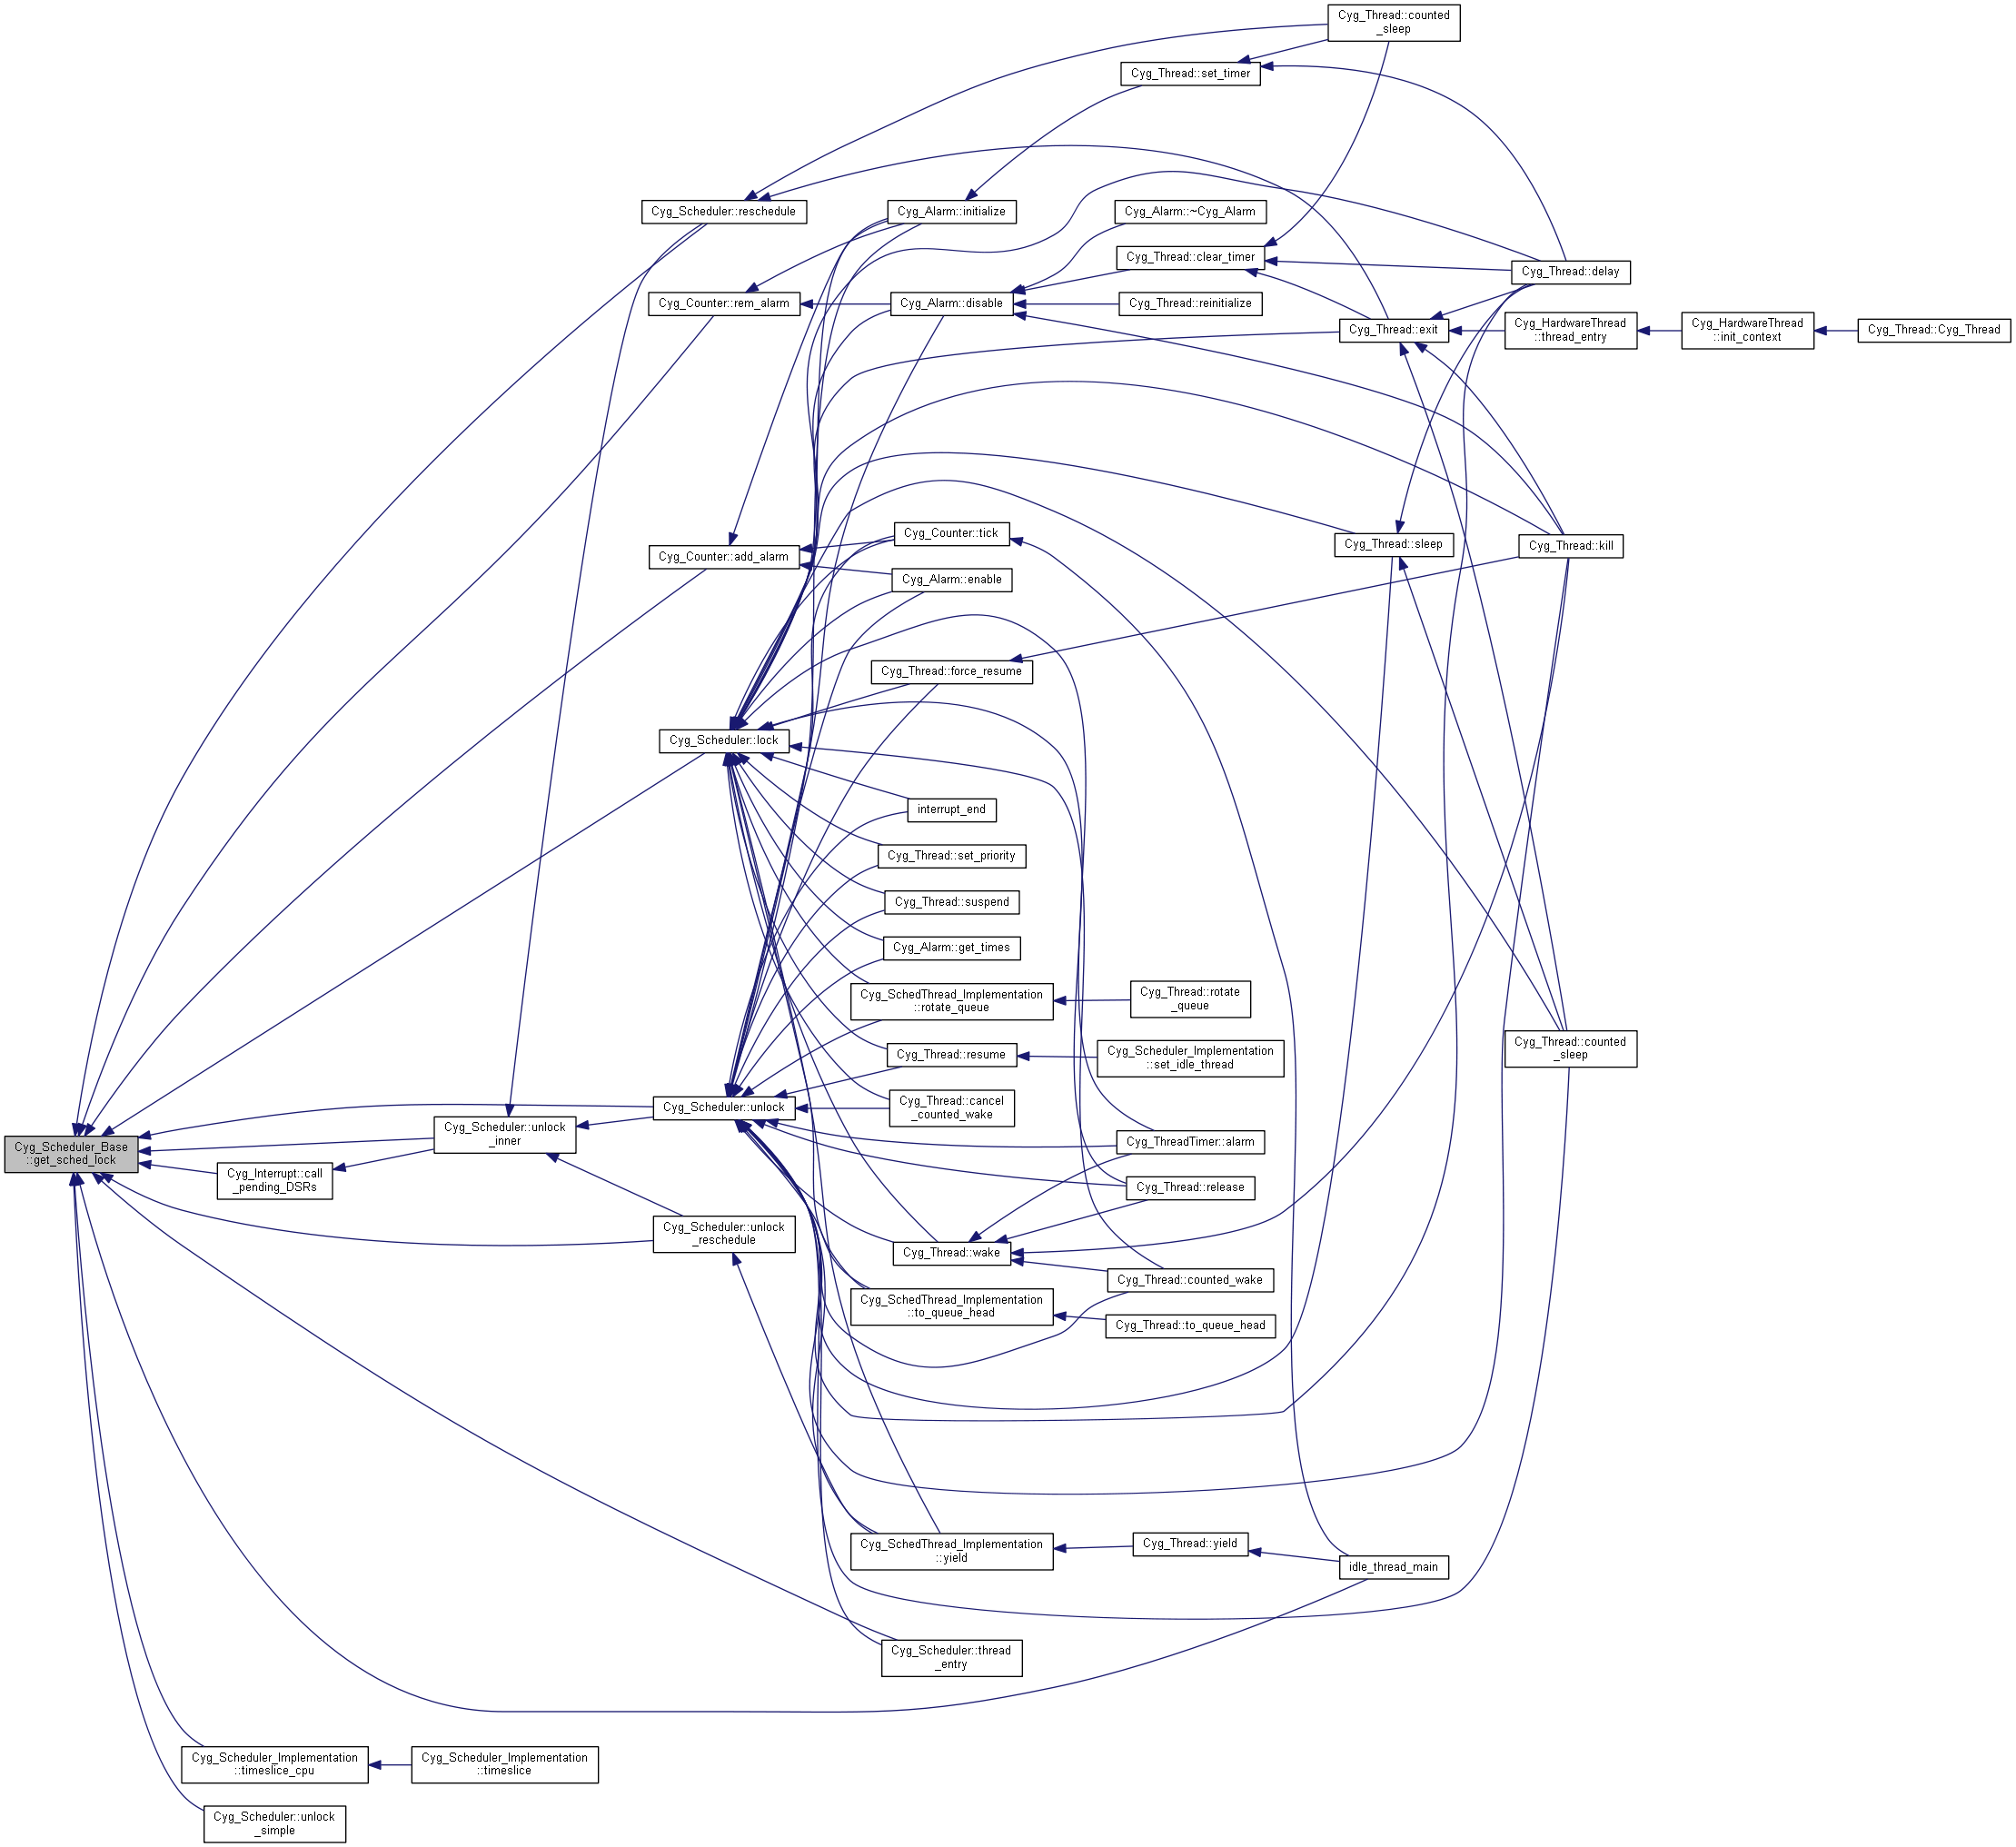 Cyg_Thread::counted
_sleep
Cyg_Thread::set_timer
Cyg_Scheduler::reschedule
Cyg_Alarm::initialize
Cyg_Alarm::~Cyg_Alarm
Cyg_Thread::clear_timer
Cyg_Thread::delay
Cyg_Counter::rem_alarm
Cyg_Alarm::disable
Cyg_Thread::reinitialize
Cyg_Thread::exit
Cyg_HardwareThread
::thread_entry
Cyg_HardwareThread
::init_context
Cyg_Thread::Cyg_Thread
Cyg_Counter::tick
Cyg_Thread::sleep
Cyg_Thread::kill
Cyg_Counter::add_alarm
Cyg_Alarm::enable
Cyg_Thread::force_resume
Cyg_Scheduler::lock
interrupt_end
Cyg_Thread::set_priority
Cyg_Thread::suspend
Cyg_Alarm::get_times
Cyg_SchedThread_Implementation
::rotate_queue
Cyg_Thread::rotate
_queue
Cyg_Thread::resume
Cyg_Scheduler_Implementation
::set_idle_thread
Cyg_Thread::counted
_sleep
Cyg_Scheduler::unlock
Cyg_Thread::cancel
_counted_wake
Cyg_Scheduler_Base
::get_sched_lock
Cyg_Scheduler::unlock
_inner
Cyg_ThreadTimer::alarm
Cyg_Interrupt::call
_pending_DSRs
Cyg_Thread::release
Cyg_Scheduler::unlock
_reschedule
Cyg_Thread::wake
Cyg_Thread::counted_wake
Cyg_SchedThread_Implementation
::to_queue_head
Cyg_Thread::to_queue_head
Cyg_SchedThread_Implementation
::yield
Cyg_Thread::yield
idle_thread_main
Cyg_Scheduler::thread
_entry
Cyg_Scheduler_Implementation
::timeslice_cpu
Cyg_Scheduler_Implementation
::timeslice
Cyg_Scheduler::unlock
_simple